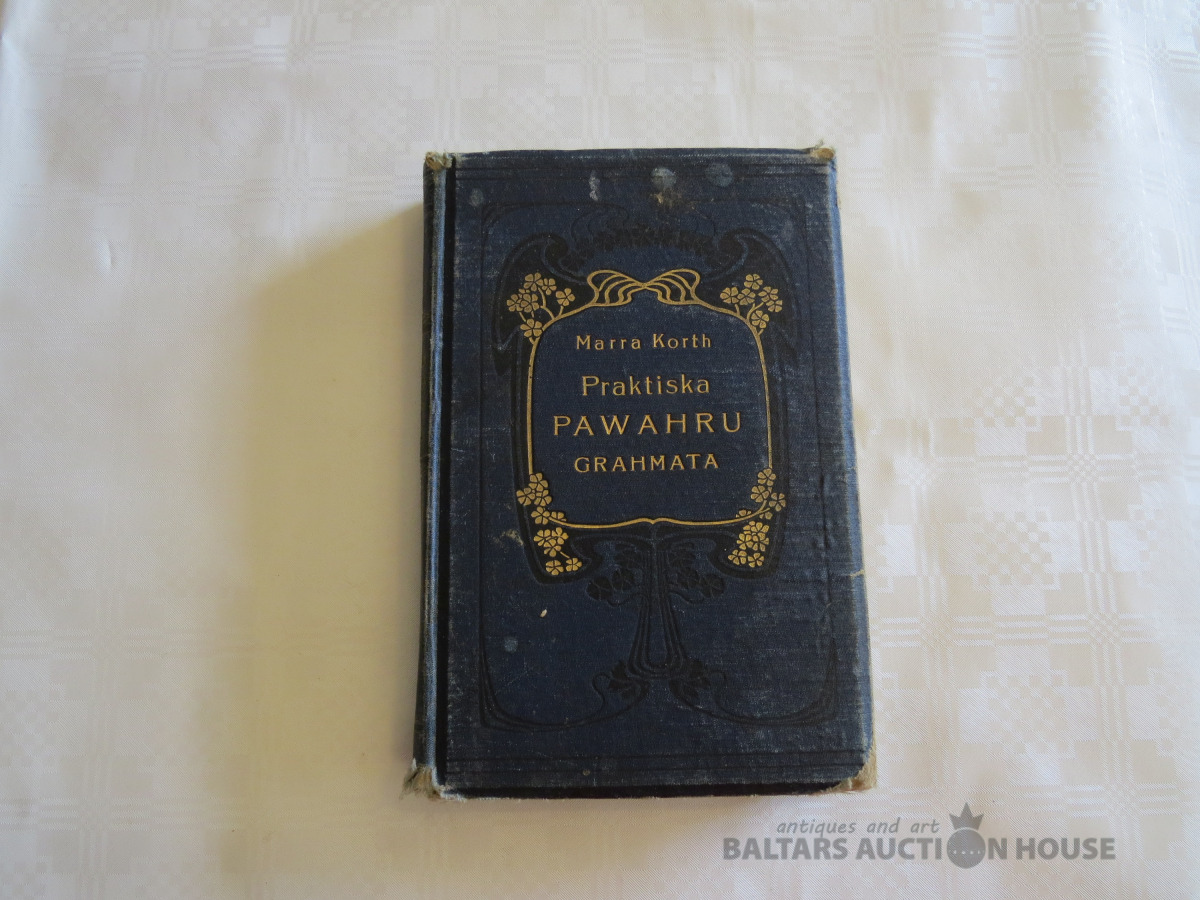 Marra Korth
Praktiska
PAWAHRU
GRAHMATA
antiques and art
BALTARS AUCTION HOUSE